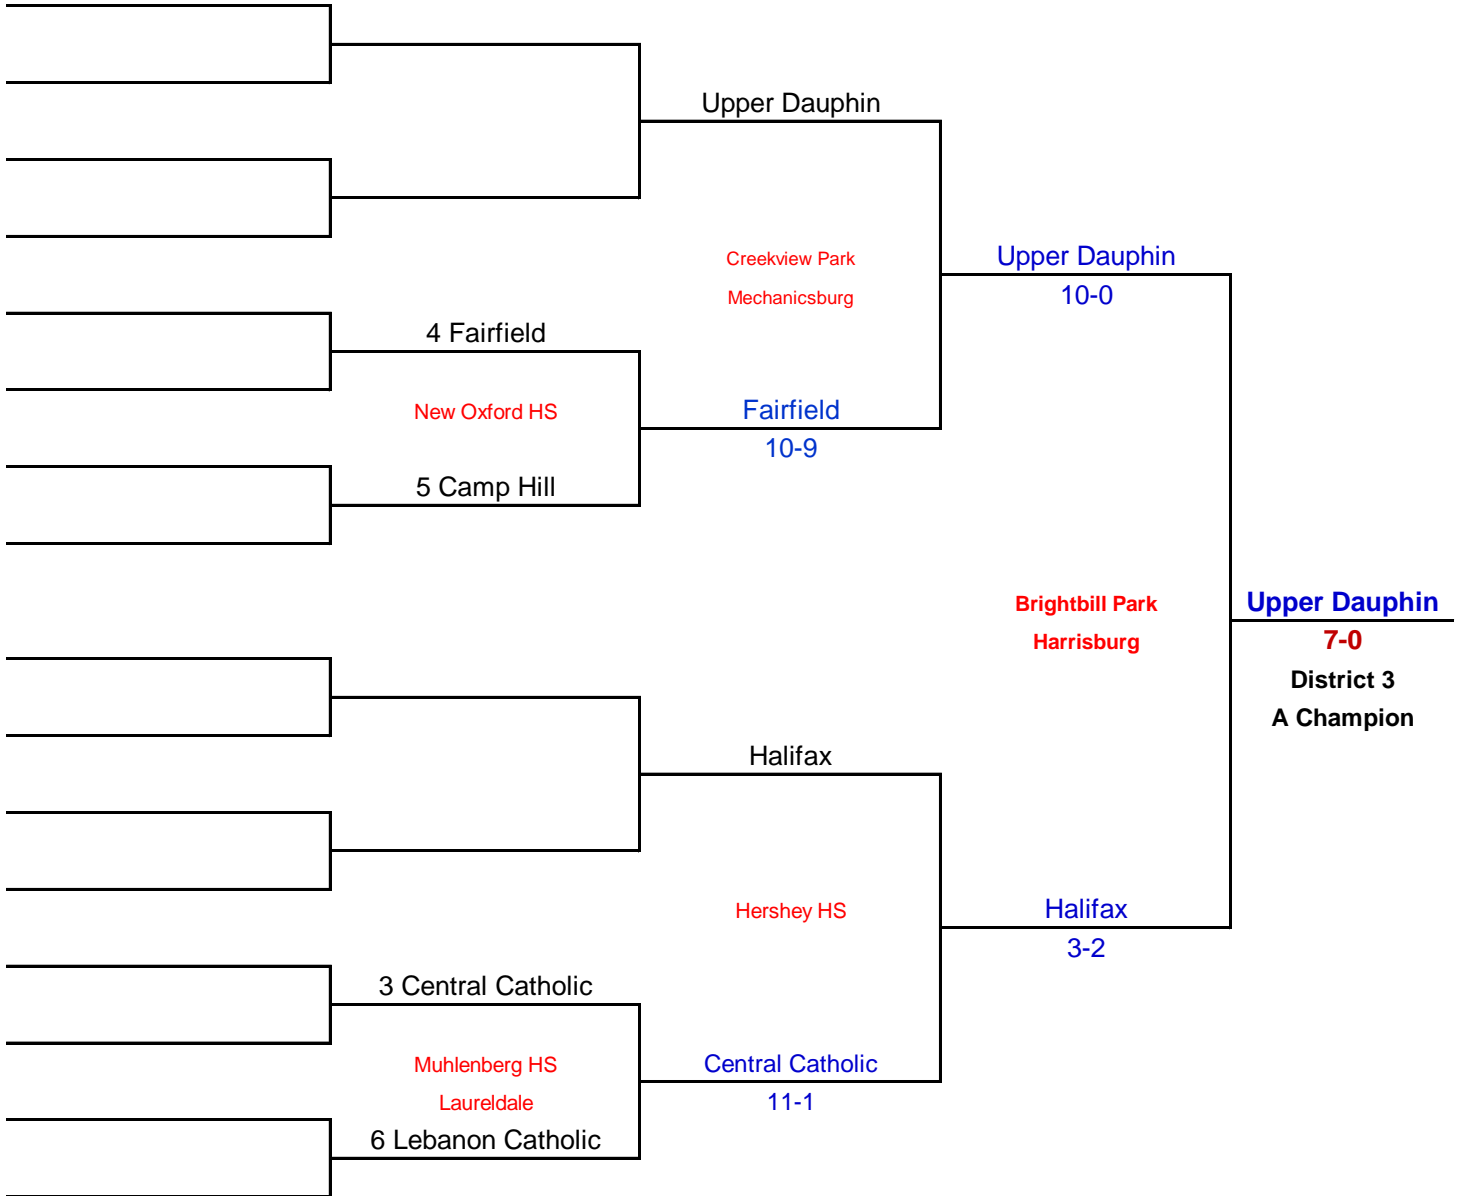 Upper Dauphin
Creekview Park
Mechanicsburg
Upper Dauphin
10-0
4 Fairfield
New Oxford HS
Fairfield
10-9
5 Camp Hill
Brightbill Park
Harrisburg
Upper Dauphin
7-0
District 3
A Champion
Halifax
Hershey HS
Halifax
3-2
3 Central Catholic
Muhlenberg HS
Laureldale
Central Catholic
11-1
6 Lebanon Catholic